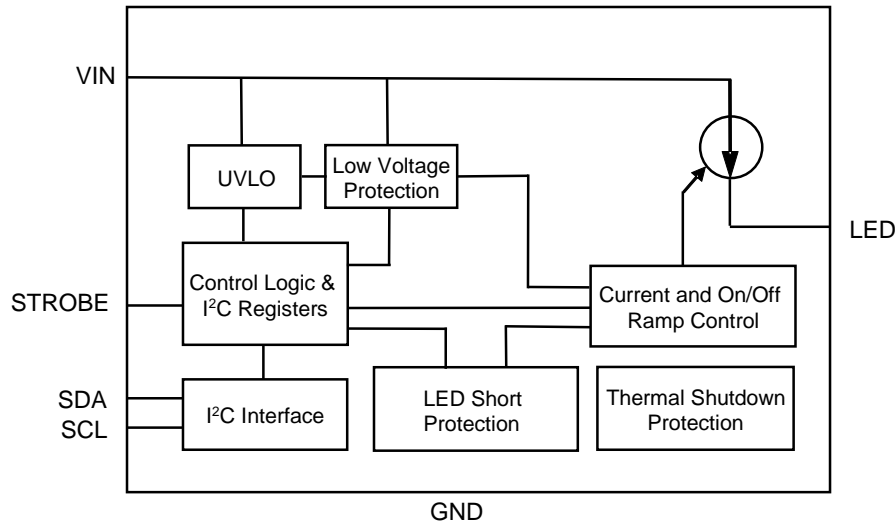 VIN
UVLO
Low Voltage
Protection
LED
STROBE
Control Logic &
I²C Registers
Current and On/Off
Ramp Control
SDA
SCL
I²C Interface
LED Short
Protection
Thermal Shutdown
Protection
GND